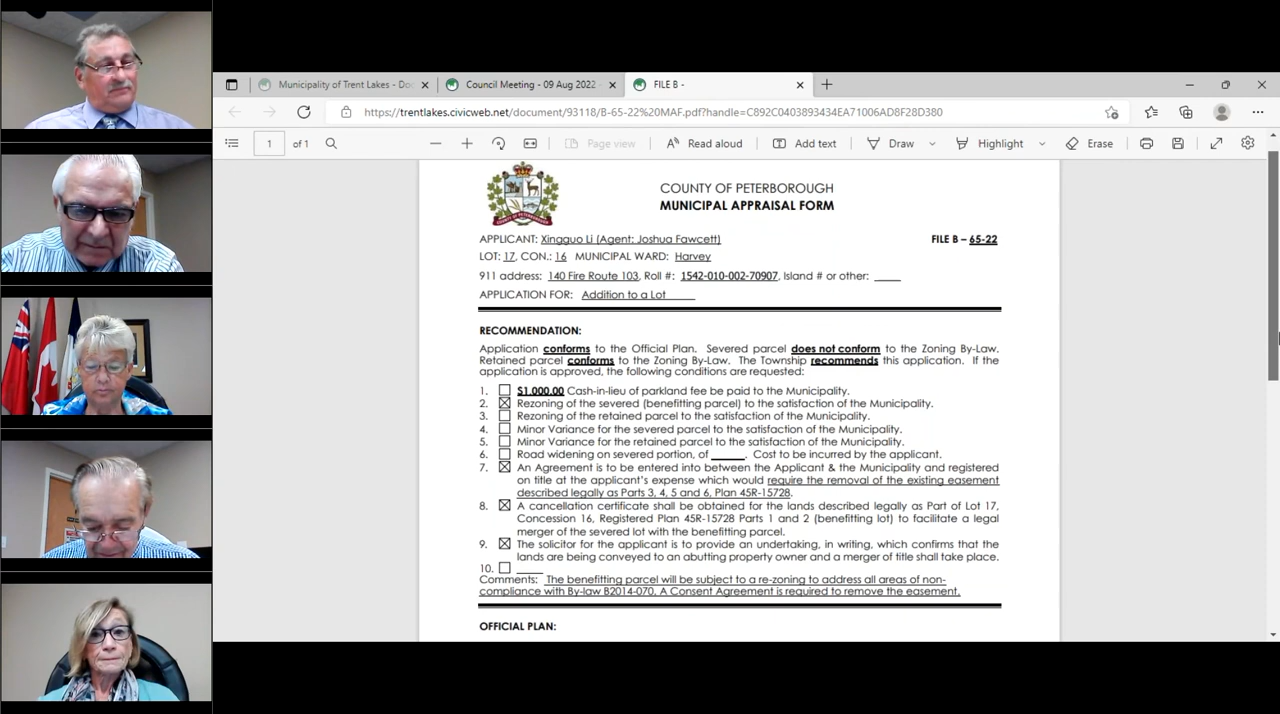 Municipality of Trent Lakes - Doc
Council Meeting - 09 Aug 2022
FILE B -
https://trentlakes.civicweb.net/document/93118/B-65-22%20MAF.pdf?handle=C892C0403893434EA71006AD8F28D380
1 of 1
Page view
Read aloud
Add text
Draw
Highlight
Erase
COUNTY OF PETERBOROUGH
MUNICIPAL APPRAISAL FORM
APPLICANT: Xingguo Li (Agent: Joshua Fawcett) FILE B – 65-22
LOT: 17, CON.: 16 MUNICIPAL WARD: Harvey
911 address: 140 Fire Route 103, Roll #: 1542-010-002-70907, Island # or other: _____
APPLICATION FOR: Addition to a Lot
RECOMMENDATION:
Application conforms to the Official Plan. Severed parcel does not conform to the Zoning By-Law.
Retained parcel conforms to the Zoning By-Law. The Township recommends this application. If the
application is approved, the following conditions are requested:
1. ☐ $1,000.00 Cash-in-lieu of parkland fee be paid to the Municipality.
2. ☒ Rezoning of the severed (benefitting parcel) to the satisfaction of the Municipality.
3. ☐ Rezoning of the retained parcel to the satisfaction of the Municipality.
4. ☐ Minor Variance for the severed parcel to the satisfaction of the Municipality.
5. ☐ Minor Variance for the retained parcel to the satisfaction of the Municipality.
6. ☐ Road widening on severed portion, of ______. Cost to be incurred by the applicant.
7. ☒ An Agreement is to be entered into between the Applicant & the Municipality and registered
on title at the applicant's expense which would require the removal of the existing easement
described legally as Parts 3, 4, 5 and 6, Plan 45R-15728.
8. ☒ A cancellation certificate shall be obtained for the lands described legally as Part of Lot 17,
Concession 16, Registered Plan 45R-15728 Parts 1 and 2 (benefitting lot) to facilitate a legal
merger of the severed lot with the benefitting parcel.
9. ☒ The solicitor for the applicant is to provide an undertaking, in writing, which confirms that the
lands are being conveyed to an abutting property owner and a merger of title shall take place.
10. ☐ _____
Comments: The benefitting parcel will be subject to a re-zoning to address all areas of non-
compliance with By-law B2014-070. A Consent Agreement is required to remove the easement.
OFFICIAL PLAN: